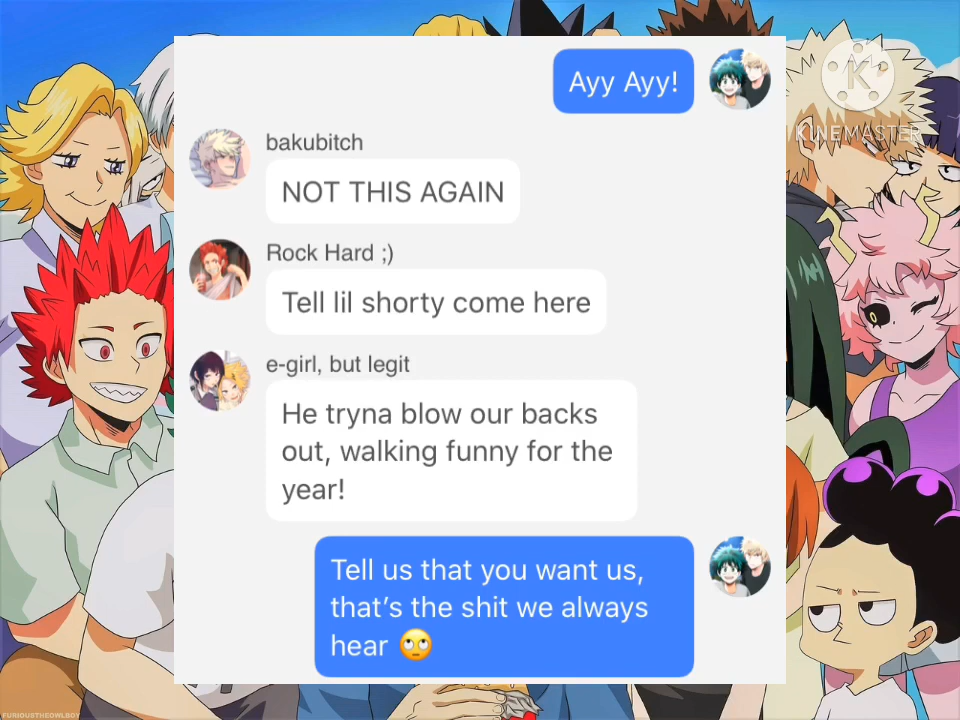 Ayy Ayy!
KINEMASTER
bakubitch
NOT THIS AGAIN
Rock Hard ;)
Tell lil shorty come here
e-girl, but legit
He tryna blow our backs
out, walking funny for the
year!
Tell us that you want us,
that's the shit we always
hear 🙄
FURIOUSTHEOWLBOY